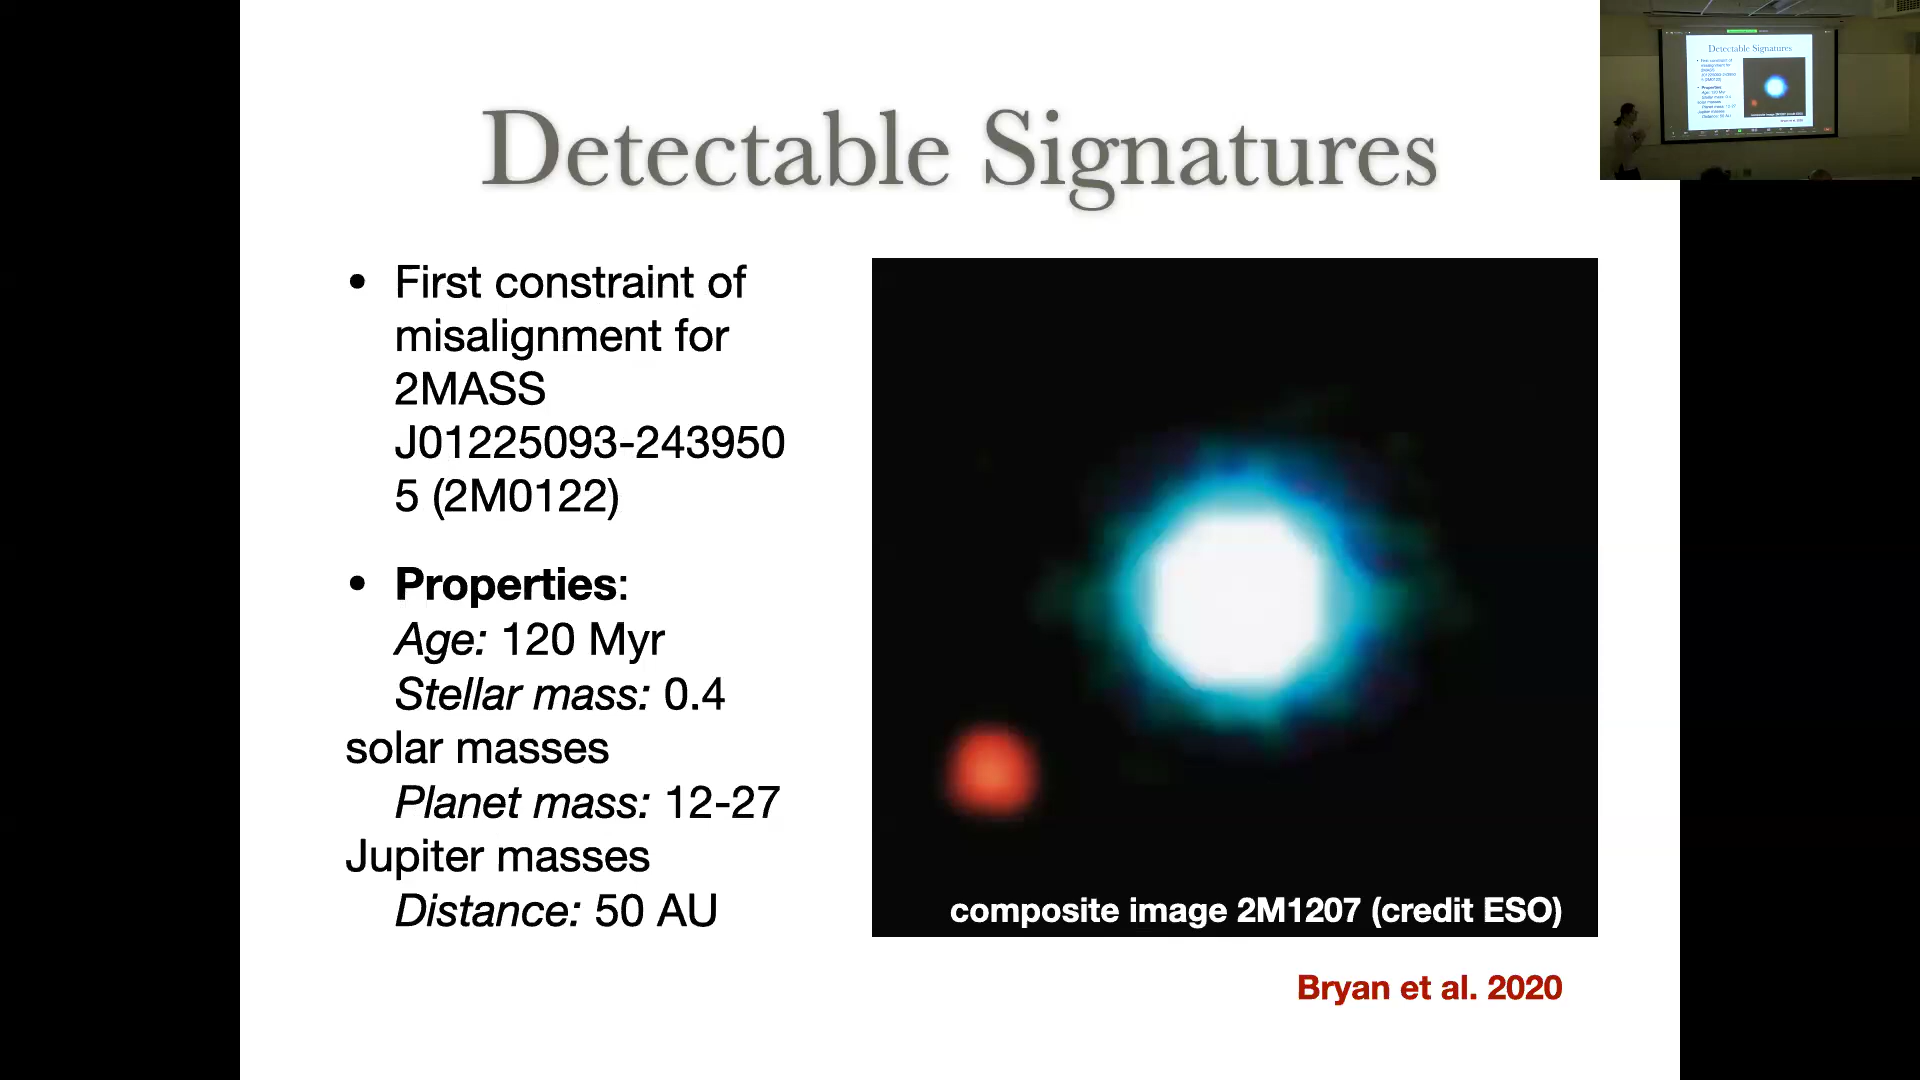 Detectable Signatures
• First constraint of
misalignment for
2MASS
J01225093-243950
5 (2M0122)
• Properties:
Age: 120 Myr
Stellar mass: 0.4
solar masses
Planet mass: 12-27
Jupiter masses
Distance: 50 AU
composite image 2M1207 (credit ESO)
Bryan et al. 2020
Detectable Signatures